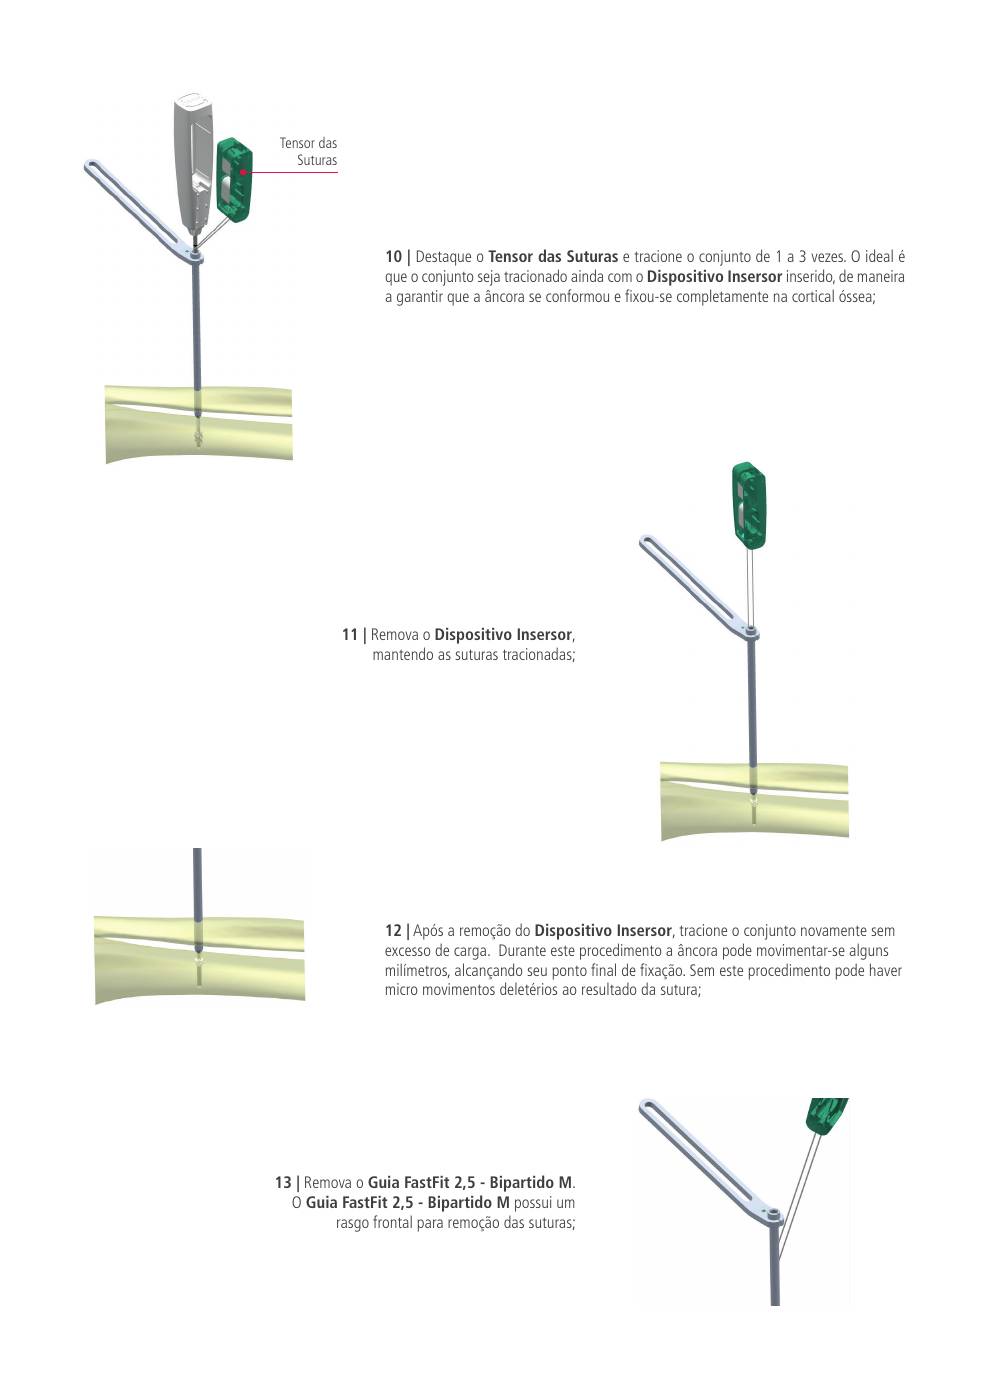 Tensor das
Suturas
10 | Destaque o Tensor das Suturas e tracione o conjunto de 1 a 3 vezes. O ideal é
que o conjunto seja tracionado ainda com o Dispositivo Insersor inserido, de maneira
a garantir que a âncora se conformou e fixou-se completamente na cortical óssea;
11 | Remova o Dispositivo Insersor,
mantendo as suturas tracionadas;
12 | Após a remoção do Dispositivo Insersor, tracione o conjunto novamente sem
excesso de carga.  Durante este procedimento a âncora pode movimentar-se alguns
milímetros, alcançando seu ponto final de fixação. Sem este procedimento pode haver
micro movimentos deletérios ao resultado da sutura;
13 | Remova o Guia FastFit 2,5 - Bipartido M.
O Guia FastFit 2,5 - Bipartido M possui um
rasgo frontal para remoção das suturas;